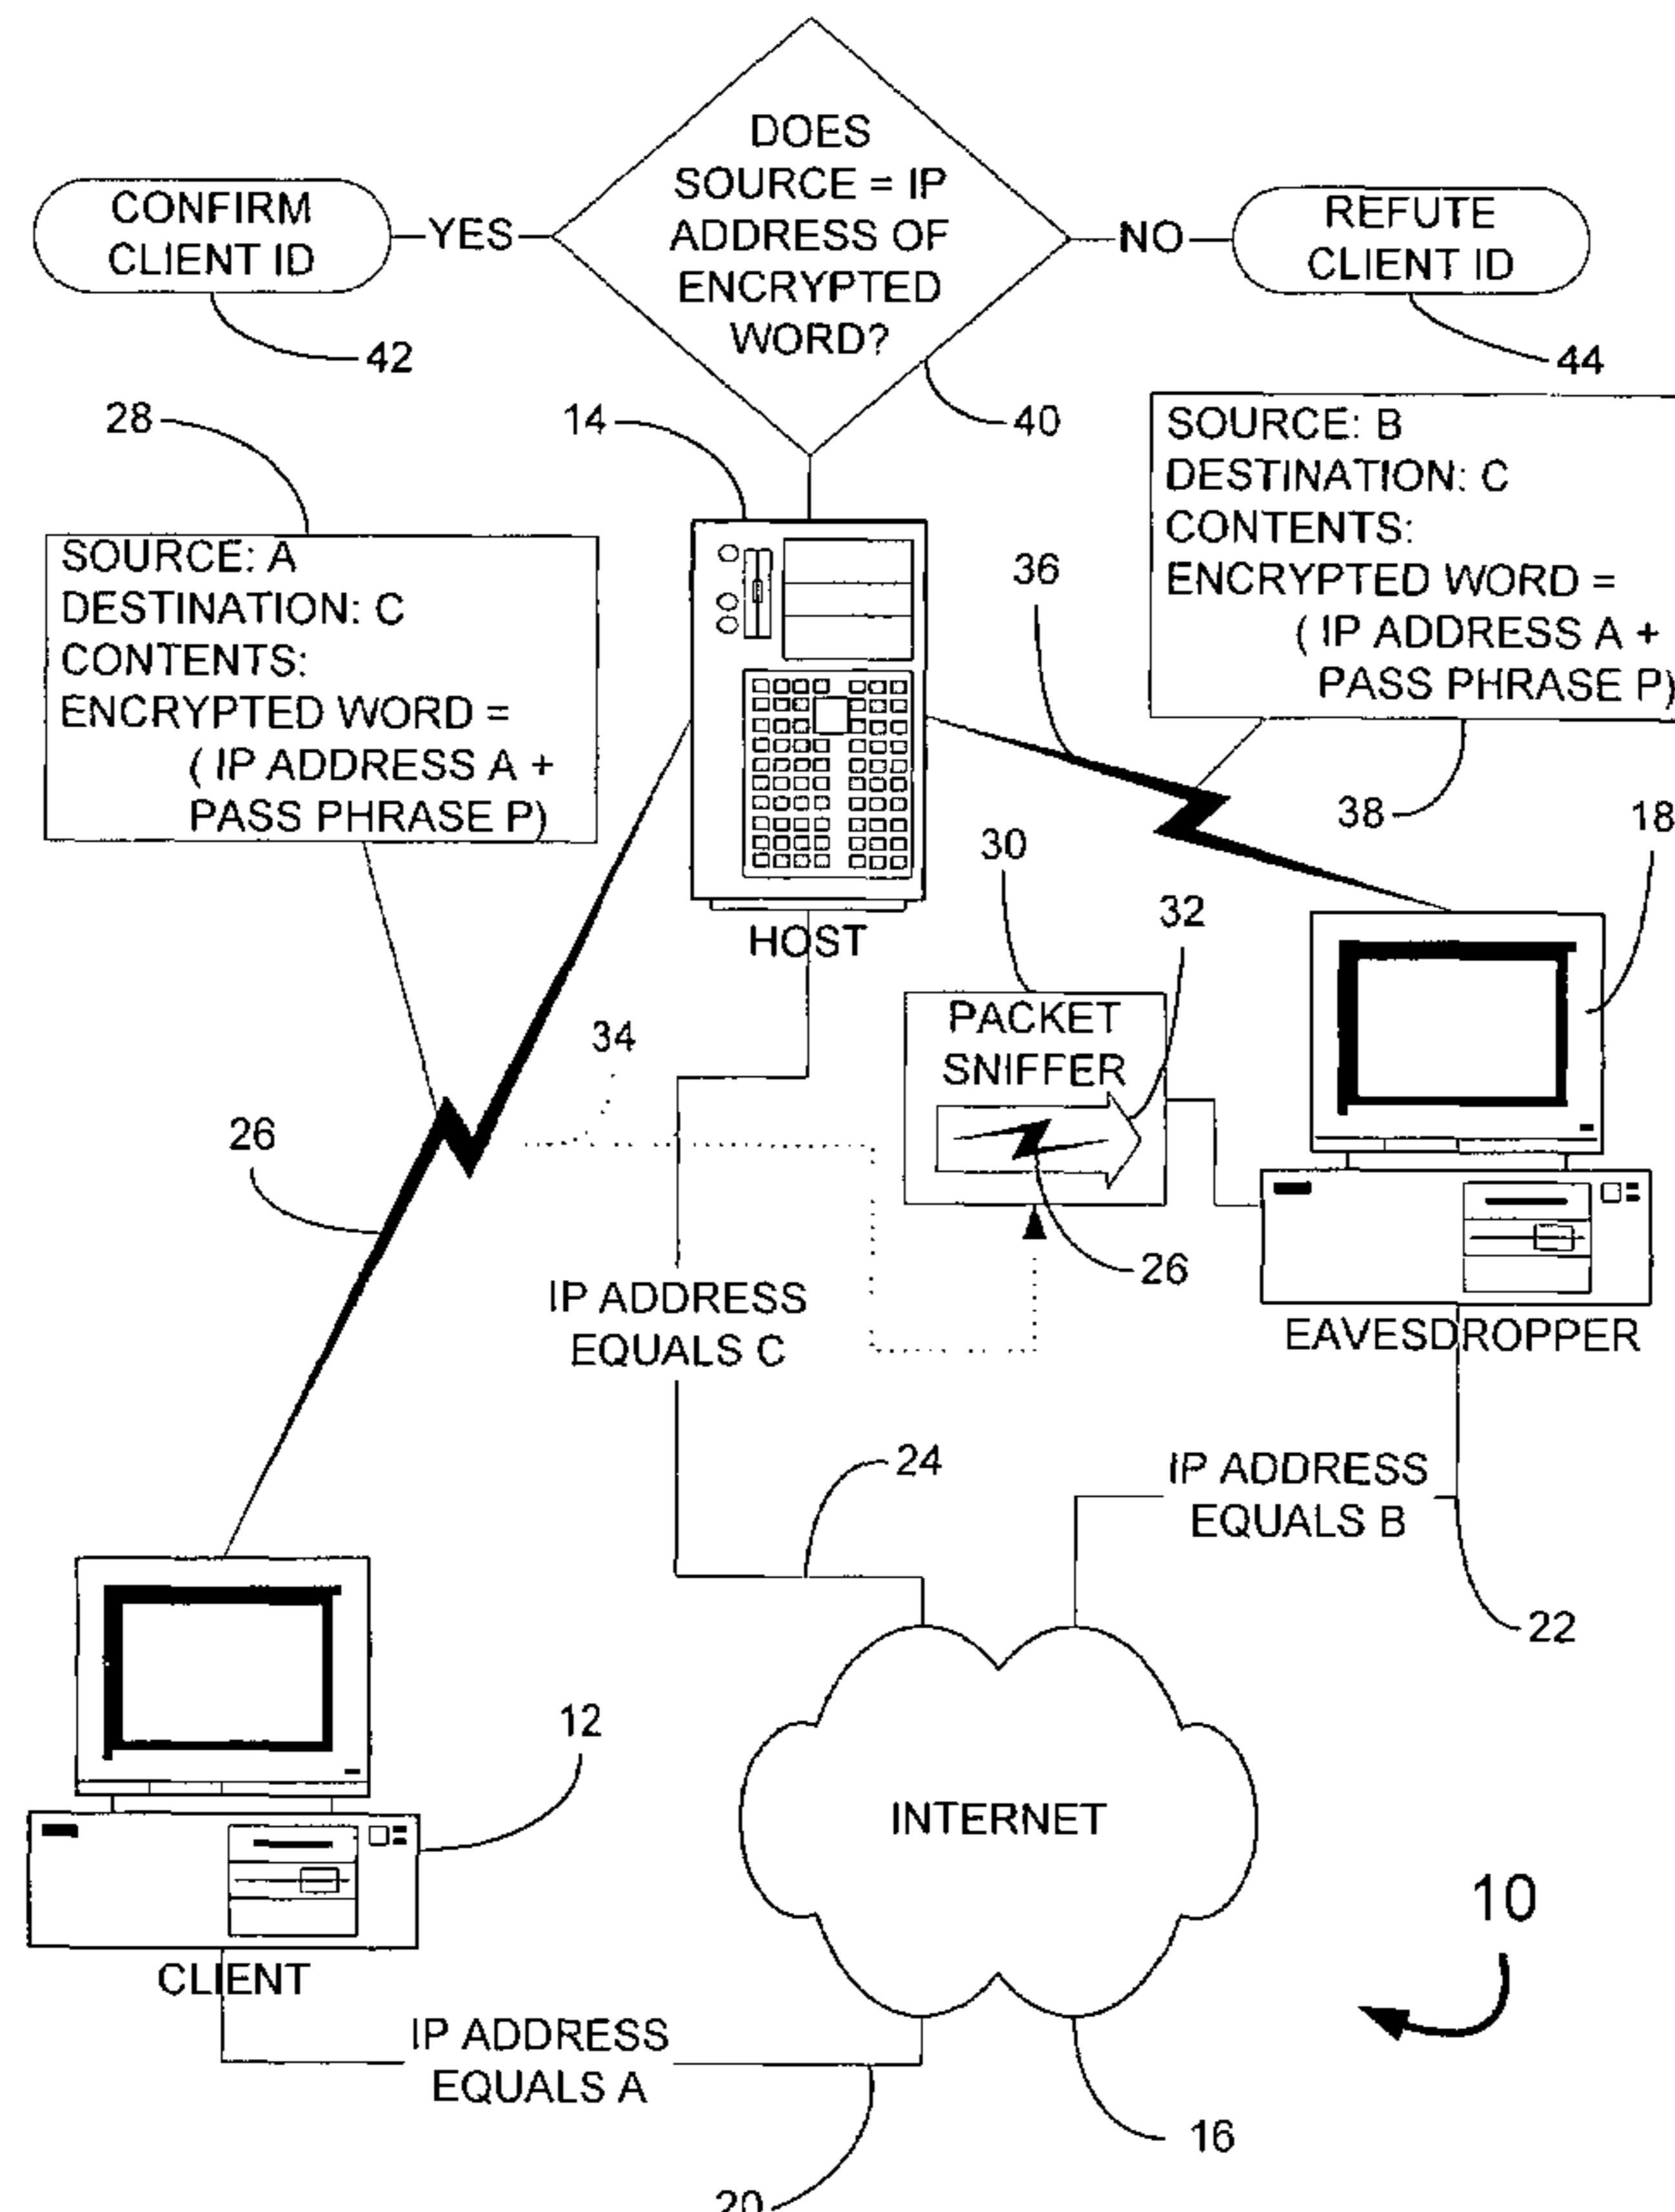 DOES
SOURCE = IP
ADDRESS OF
ENCRYPTED
WORD?
CONFIRM
CLIENT ID
YES
NO
REFUTE
CLIENT ID
42
44
40
28
14
SOURCE: A
DESTINATION: C
CONTENTS:
ENCRYPTED WORD =
( IP ADDRESS A +
PASS PHRASE P)
SOURCE: B
DESTINATION: C
CONTENTS:
ENCRYPTED WORD =
( IP ADDRESS A +
PASS PHRASE P)
36
38
18
HOST
30
32
34
PACKET
SNIFFER
26
26
IP ADDRESS
EQUALS C
EAVESDROPPER
24
IP ADDRESS
EQUALS B
22
12
INTERNET
10
CLIENT
IP ADDRESS
EQUALS A
16
20